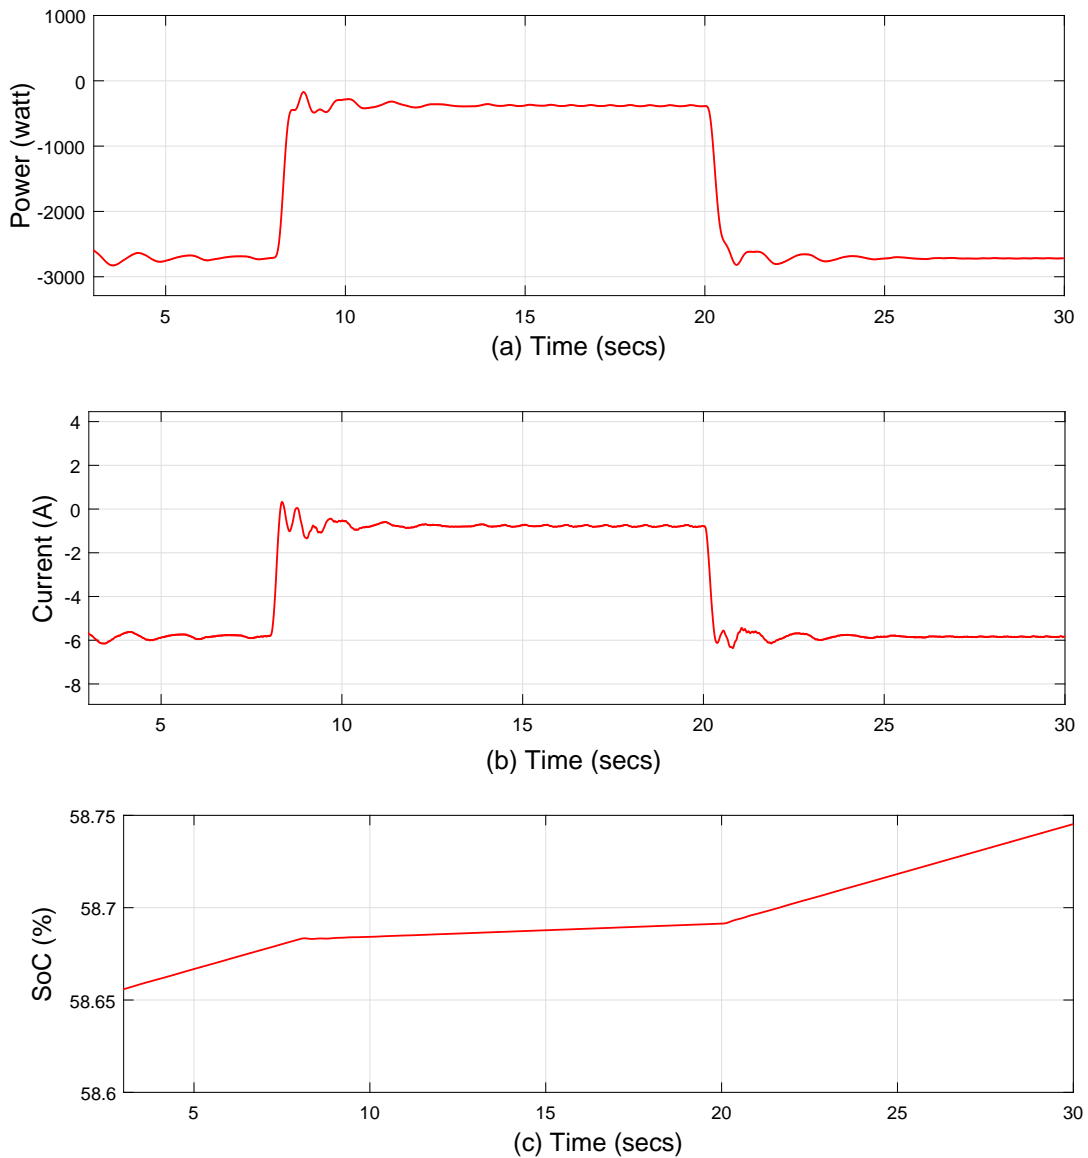 1000
0
-1000
-2000
-3000
Power (watt)
5 10 15 20 25 30
(a) Time (secs)
4
2
0
-2
-4
-6
-8
Current (A)
5 10 15 20 25 30
(b) Time (secs)
58.75
58.7
58.65
58.6
SoC (%)
5 10 15 20 25 30
(c) Time (secs)